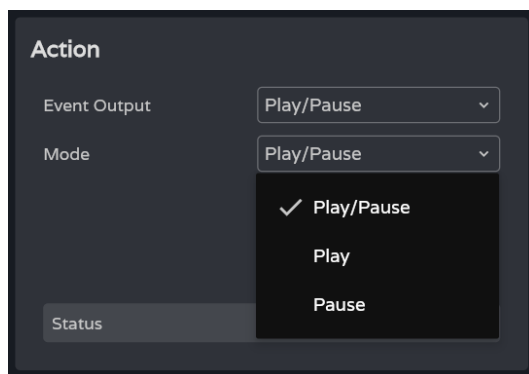 Action
Event Output Play/Pause
Mode Play/Pause
Play/Pause
Play
Pause
Status